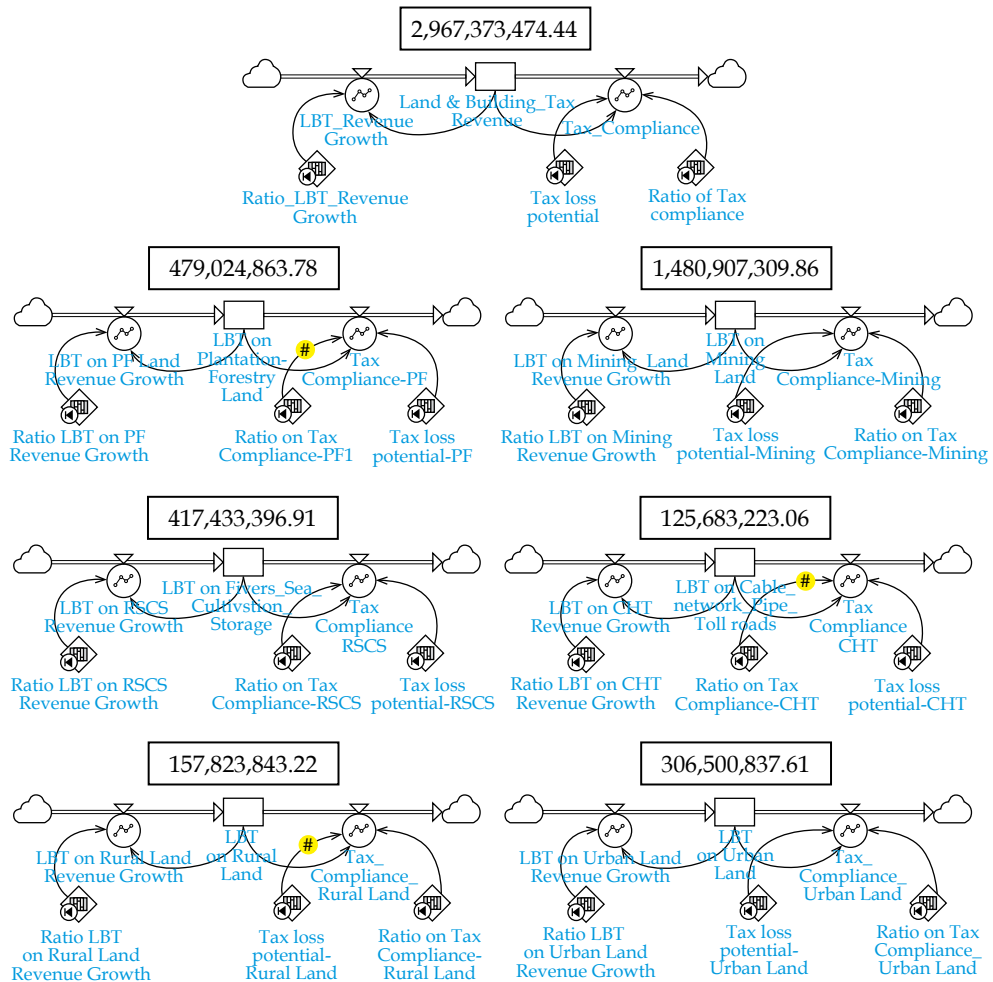 2,967,373,474.44
LBT_Revenue
Growth
Land & Building_Tax
Revenue
Tax_Compliance
Ratio_LBT_Revenue
Growth
Tax loss
potential
Ratio of Tax
compliance
479,024,863.78
LBT on PF Land
Revenue Growth
LBT on
Plantation-
Forestry
Land
#
Tax
Compliance-PF
Ratio LBT on PF
Revenue Growth
Ratio on Tax
Compliance-PF1
Tax loss
potential-PF
1,480,907,309.86
LBT on Mining_Land
Revenue Growth
LBT on
Mining
Land
Tax
Compliance-Mining
Ratio LBT on Mining
Revenue Growth
Tax loss
potential-Mining
Ratio on Tax
Compliance-Mining
417,433,396.91
LBT on RSCS
Revenue Growth
LBT on Fivers_Sea_
Cultivstion_
Storage
Tax
Compliance
RSCS
Ratio LBT on RSCS
Revenue Growth
Ratio on Tax
Compliance-RSCS
Tax loss
potential-RSCS
125,683,223.06
LBT on CHT
Revenue Growth
LBT on Cable_
network_Pipe_
Toll roads
#
Tax
Compliance
CHT
Ratio LBT on CHT
Revenue Growth
Ratio on Tax
Compliance-CHT
Tax loss
potential-CHT
157,823,843.22
LBT on Rural Land
Revenue Growth
LBT
on Rural
Land
#
Tax_
Compliance_
Rural Land
Ratio LBT
on Rural Land
Revenue Growth
Tax loss
potential-
Rural Land
Ratio on Tax
Compliance-
Rural Land
306,500,837.61
LBT on Urban Land
Revenue Growth
LBT
on Urban
Land
Tax_
Compliance_
Urban Land
Ratio LBT
on Urban Land
Revenue Growth
Tax loss
potential-
Urban Land
Ratio on Tax
Compliance_
Urban Land